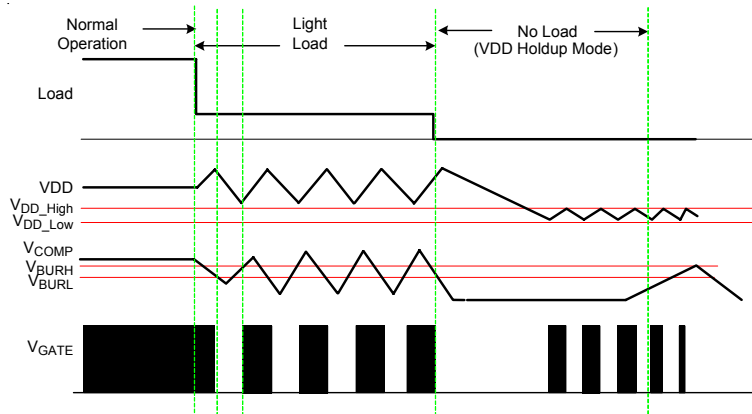 Normal
Operation
Light
Load
No Load
(VDD Holdup Mode)
Load
VDD
VDD_High
VDD_Low
VCOMP
VBURH
VBURL
VGATE